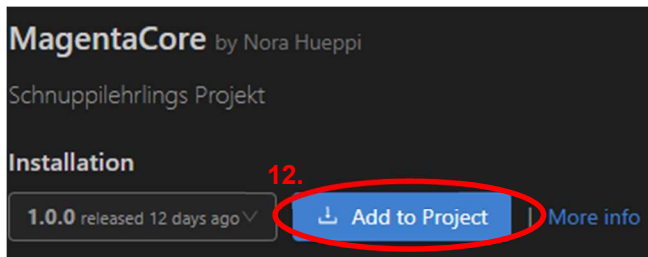 MagentaCore by Nora Hueppi
Schnuppilehrlings Projekt
Installation
12.
1.0.0 released 12 days ago Add to Project | More info